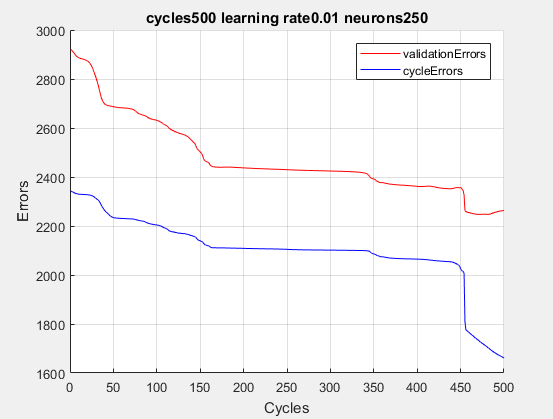 cycles500 learning rate0.01 neurons250
3000
2800
2600
2400
2200
2000
1800
1600
Errors
validationErrors
cycleErrors
0 50 100 150 200 250 300 350 400 450 500
Cycles